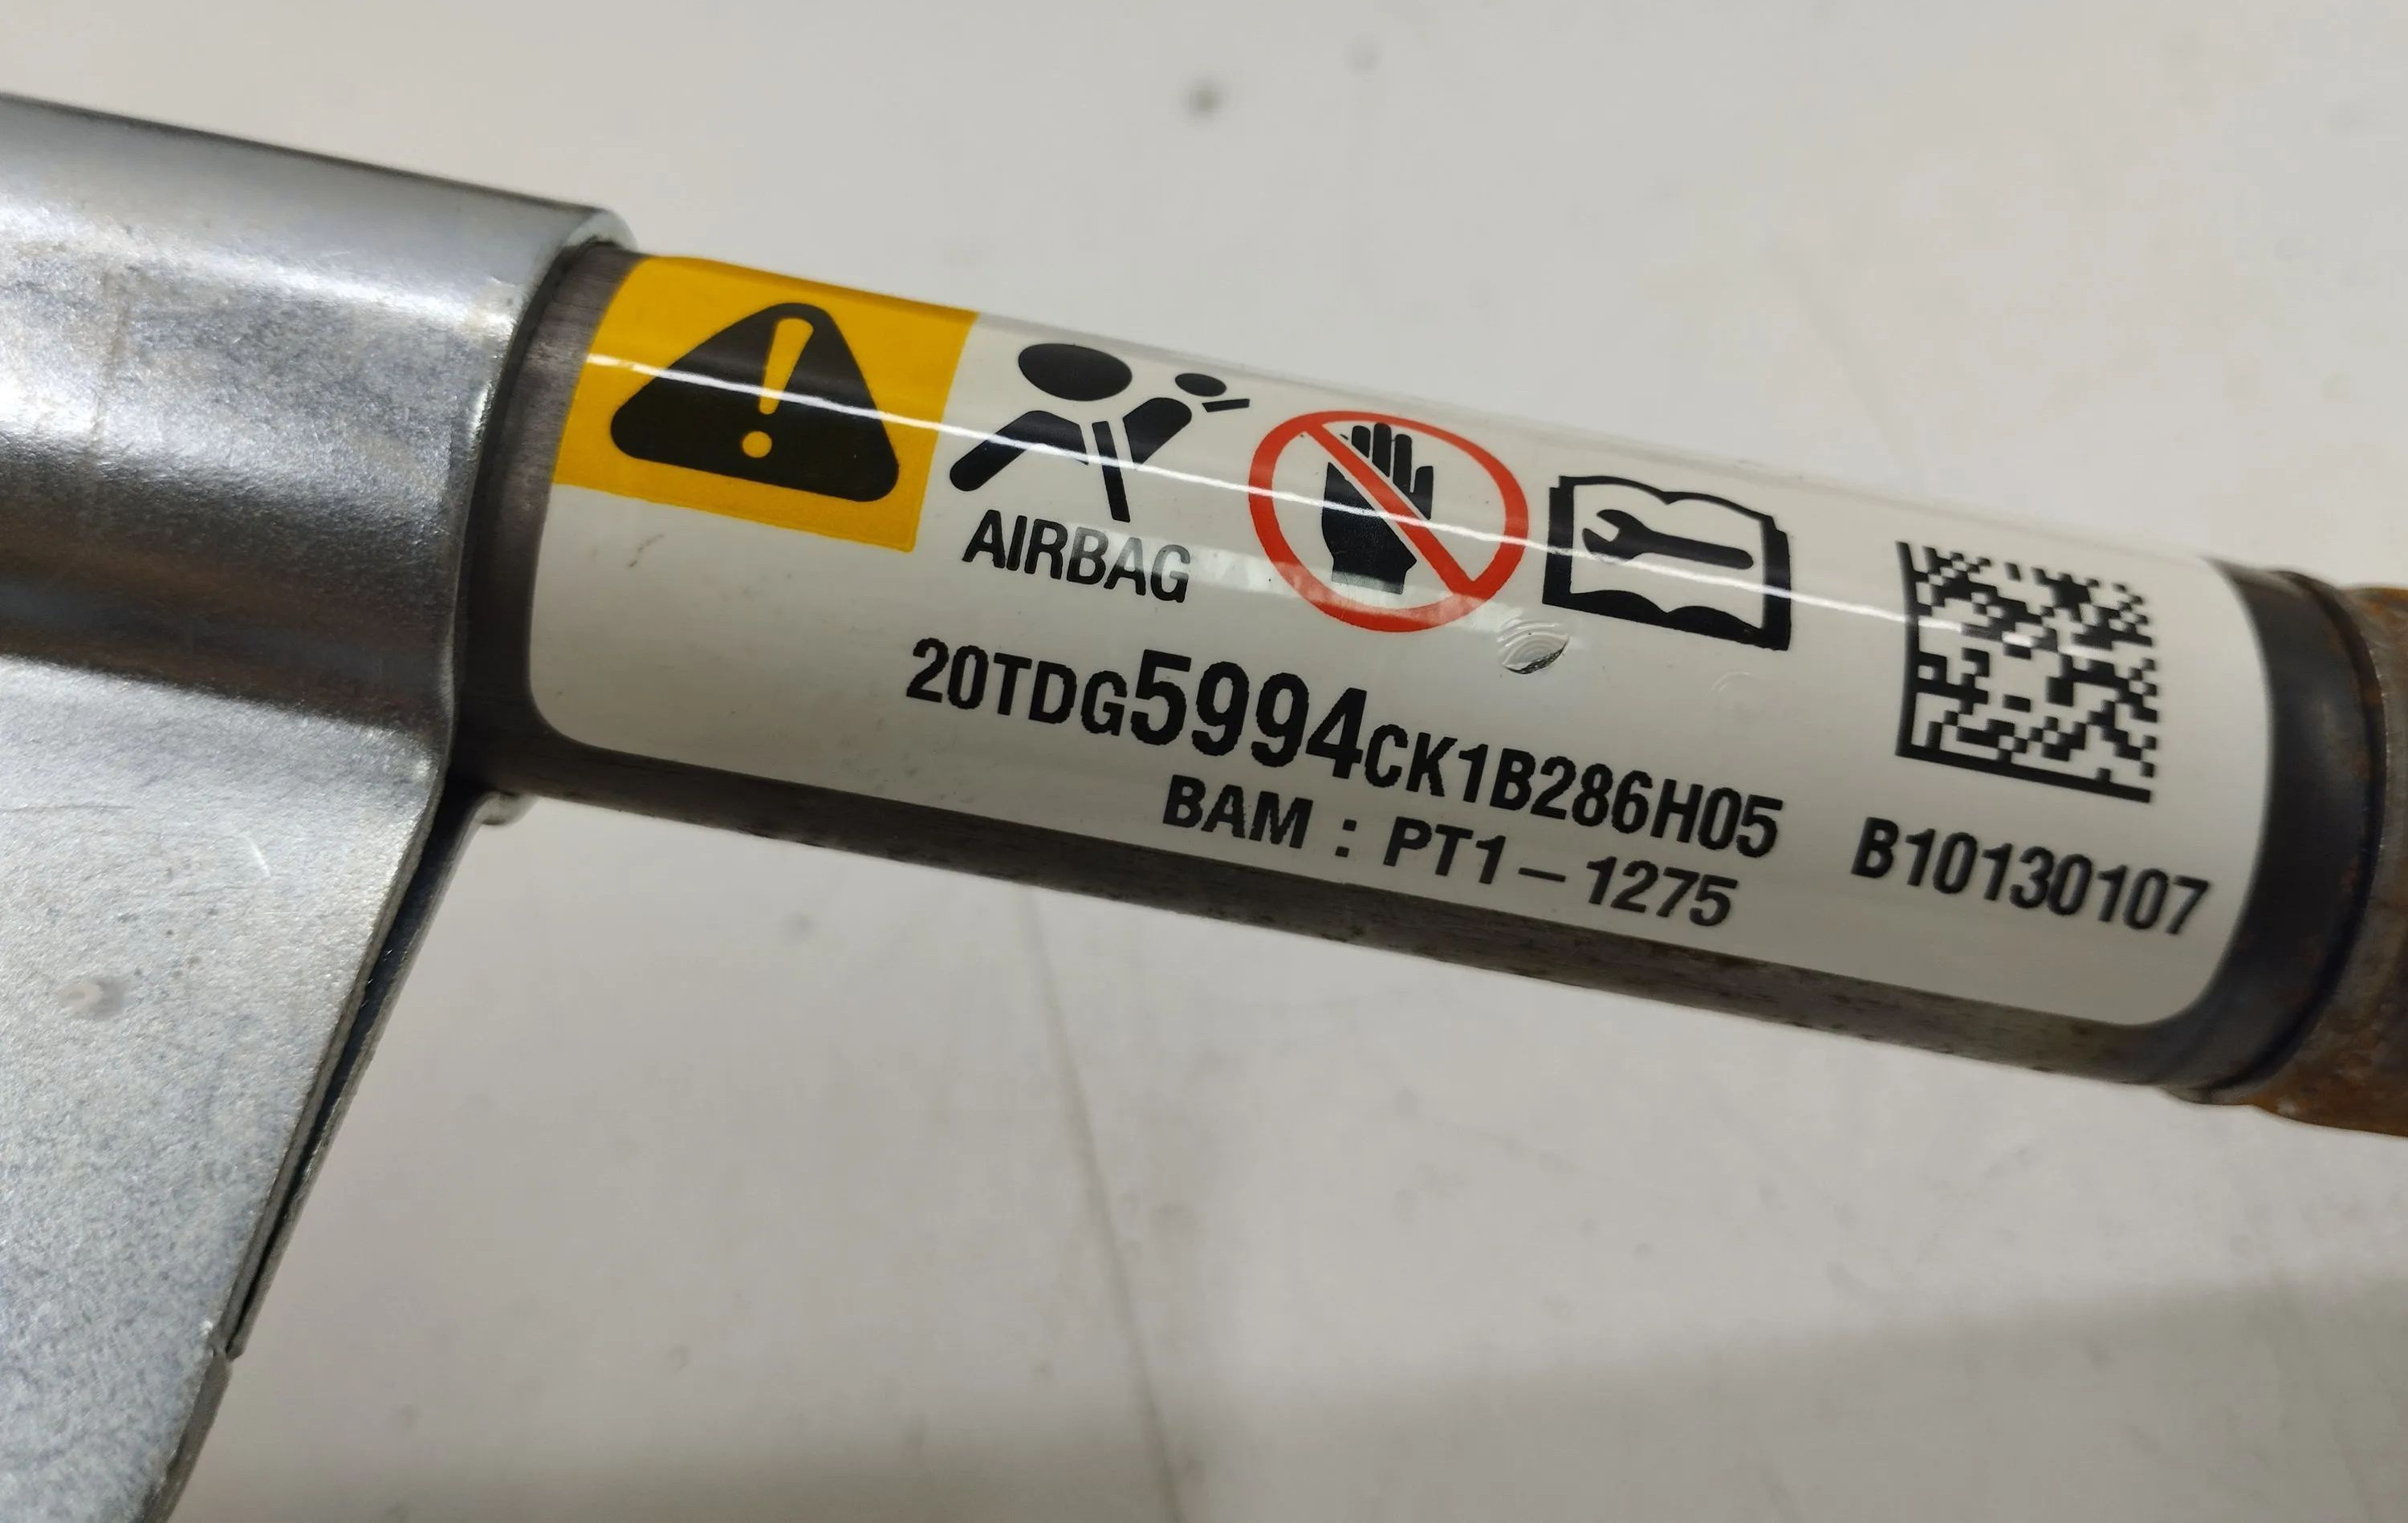 AIRBAG
20TDG5994CK1B286H05
BAM : PT1-1275
B10130107